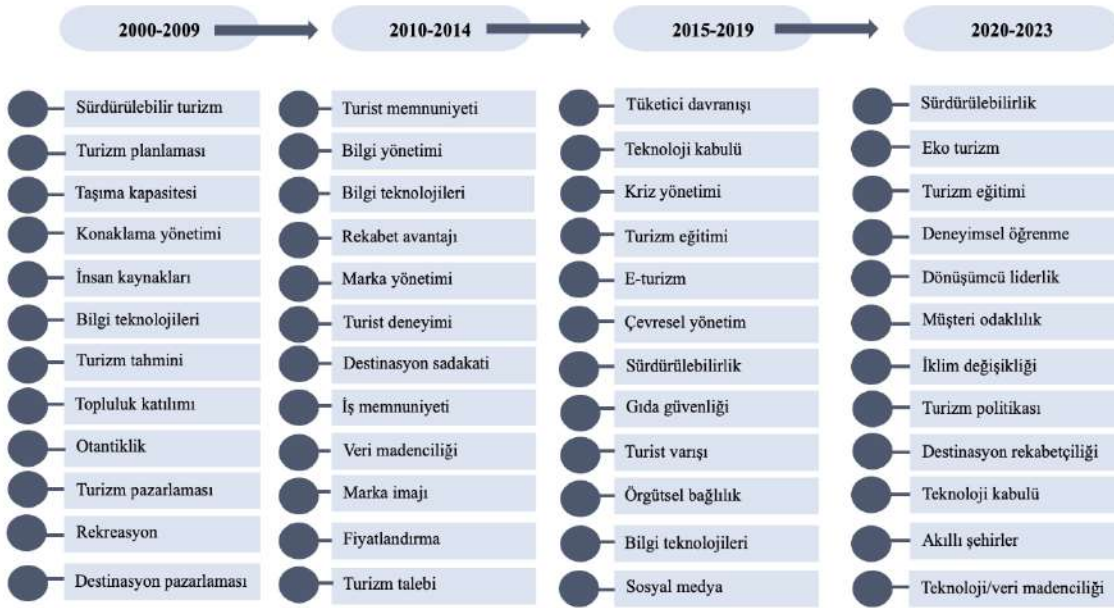 2000-2009
2010-2014
2015-2019
2020-2023
Sürdürülebilir turizm
Turizm planlaması
Taşıma kapasitesi
Konaklama yönetimi
İnsan kaynakları
Bilgi teknolojileri
Turizm tahmini
Topluluk katılımı
Otantiklik
Turizm pazarlaması
Rekreasyon
Destinasyon pazarlaması
Turist memnuniyeti
Bilgi yönetimi
Bilgi teknolojileri
Rekabet avantajı
Marka yönetimi
Turist deneyimi
Destinasyon sadakati
İş memnuniyeti
Veri madenciliği
Marka imajı
Fiyatlandırma
Turizm talebi
Tüketici davranışı
Teknoloji kabulü
Kriz yönetimi
Turizm eğitimi
E-turizm
Çevresel yönetim
Sürdürülebilirlik
Gıda güvenliği
Turist varışı
Örgütsel bağlılık
Bilgi teknolojileri
Sosyal medya
Sürdürülebilirlik
Eko turizm
Turizm eğitimi
Deneyimsel öğrenme
Dönüşümcü liderlik
Müşteri odaklılık
İklim değişikliği
Turizm politikası
Destinasyon rekabetçiliği
Teknoloji kabulü
Akıllı şehirler
Teknoloji/veri madenciliği